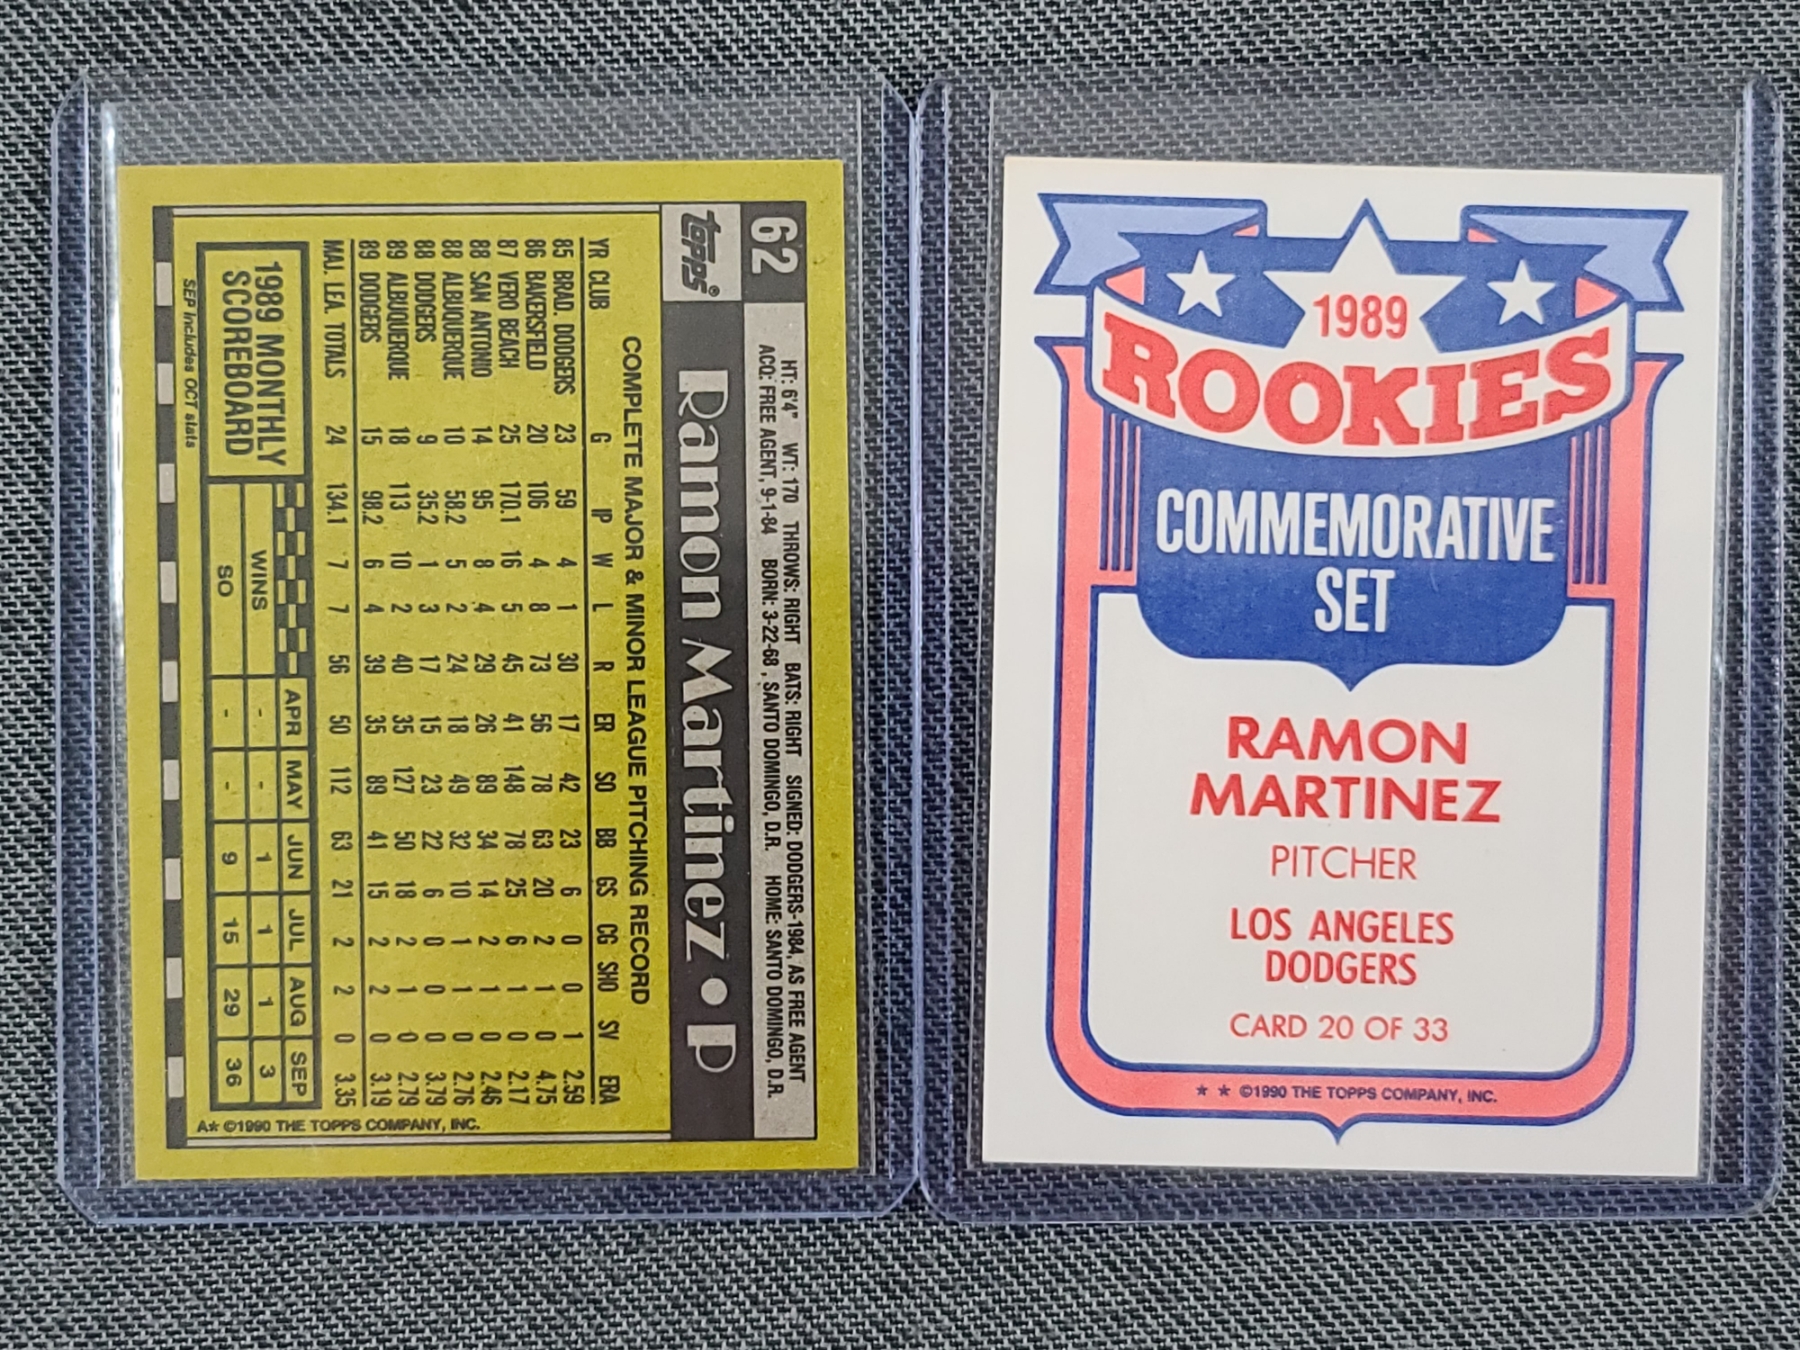 62
HT: 6'4" WT: 170 THROWS: RIGHT BATS: RIGHT SIGNED: DODGERS-1984, AS FREE AGENT
ACQ: FREE AGENT, 9-1-84 BORN: 3-22-68, SANTO DOMINGO, D.R. HOME: SANTO DOMINGO, D.R.
TOPPS®
Ramon Martinez • P
COMPLETE MAJOR & MINOR LEAGUE PITCHING RECORD
YR CLUB G IP W L R ER SO BB GS CG SHO SV ERA
85 BRAD. DODGERS 23 59 4 1 30 17 42 23 6 0 0 1 2.59
86 BAKERSFIELD 20 106 4 8 73 56 78 63 20 2 1 0 4.75
87 VERO BEACH 25 170.1 16 5 45 41 148 78 25 6 1 0 2.17
88 SAN ANTONIO 14 95 8 4 29 26 89 34 14 2 1 0 2.46
88 ALBUQUERQUE 10 58.2 5 2 24 18 49 32 10 1 1 0 2.76
88 DODGERS 9 35.2 1 3 17 15 23 22 6 0 0 0 3.79
89 ALBUQUERQUE 18 113 10 2 40 35 127 50 18 2 1 0 2.79
89 DODGERS 15 98.2 6 4 39 35 89 41 15 2 2 0 3.19
MAJ. LEA. TOTALS 24 134.1 7 7 56 50 112 63 21 2 2 0 3.35
1989 MONTHLY
SCOREBOARD
APR MAY JUN JUL AUG SEP
WINS - - 1 1 1 3
SO - - 9 15 29 36
SEP Includes OCT stats
A* ©1990 THE TOPPS COMPANY, INC.
1989
ROOKIES
COMMEMORATIVE
SET
RAMON
MARTINEZ
PITCHER
LOS ANGELES
DODGERS
CARD 20 OF 33
★ ★ ©1990 THE TOPPS COMPANY, INC.